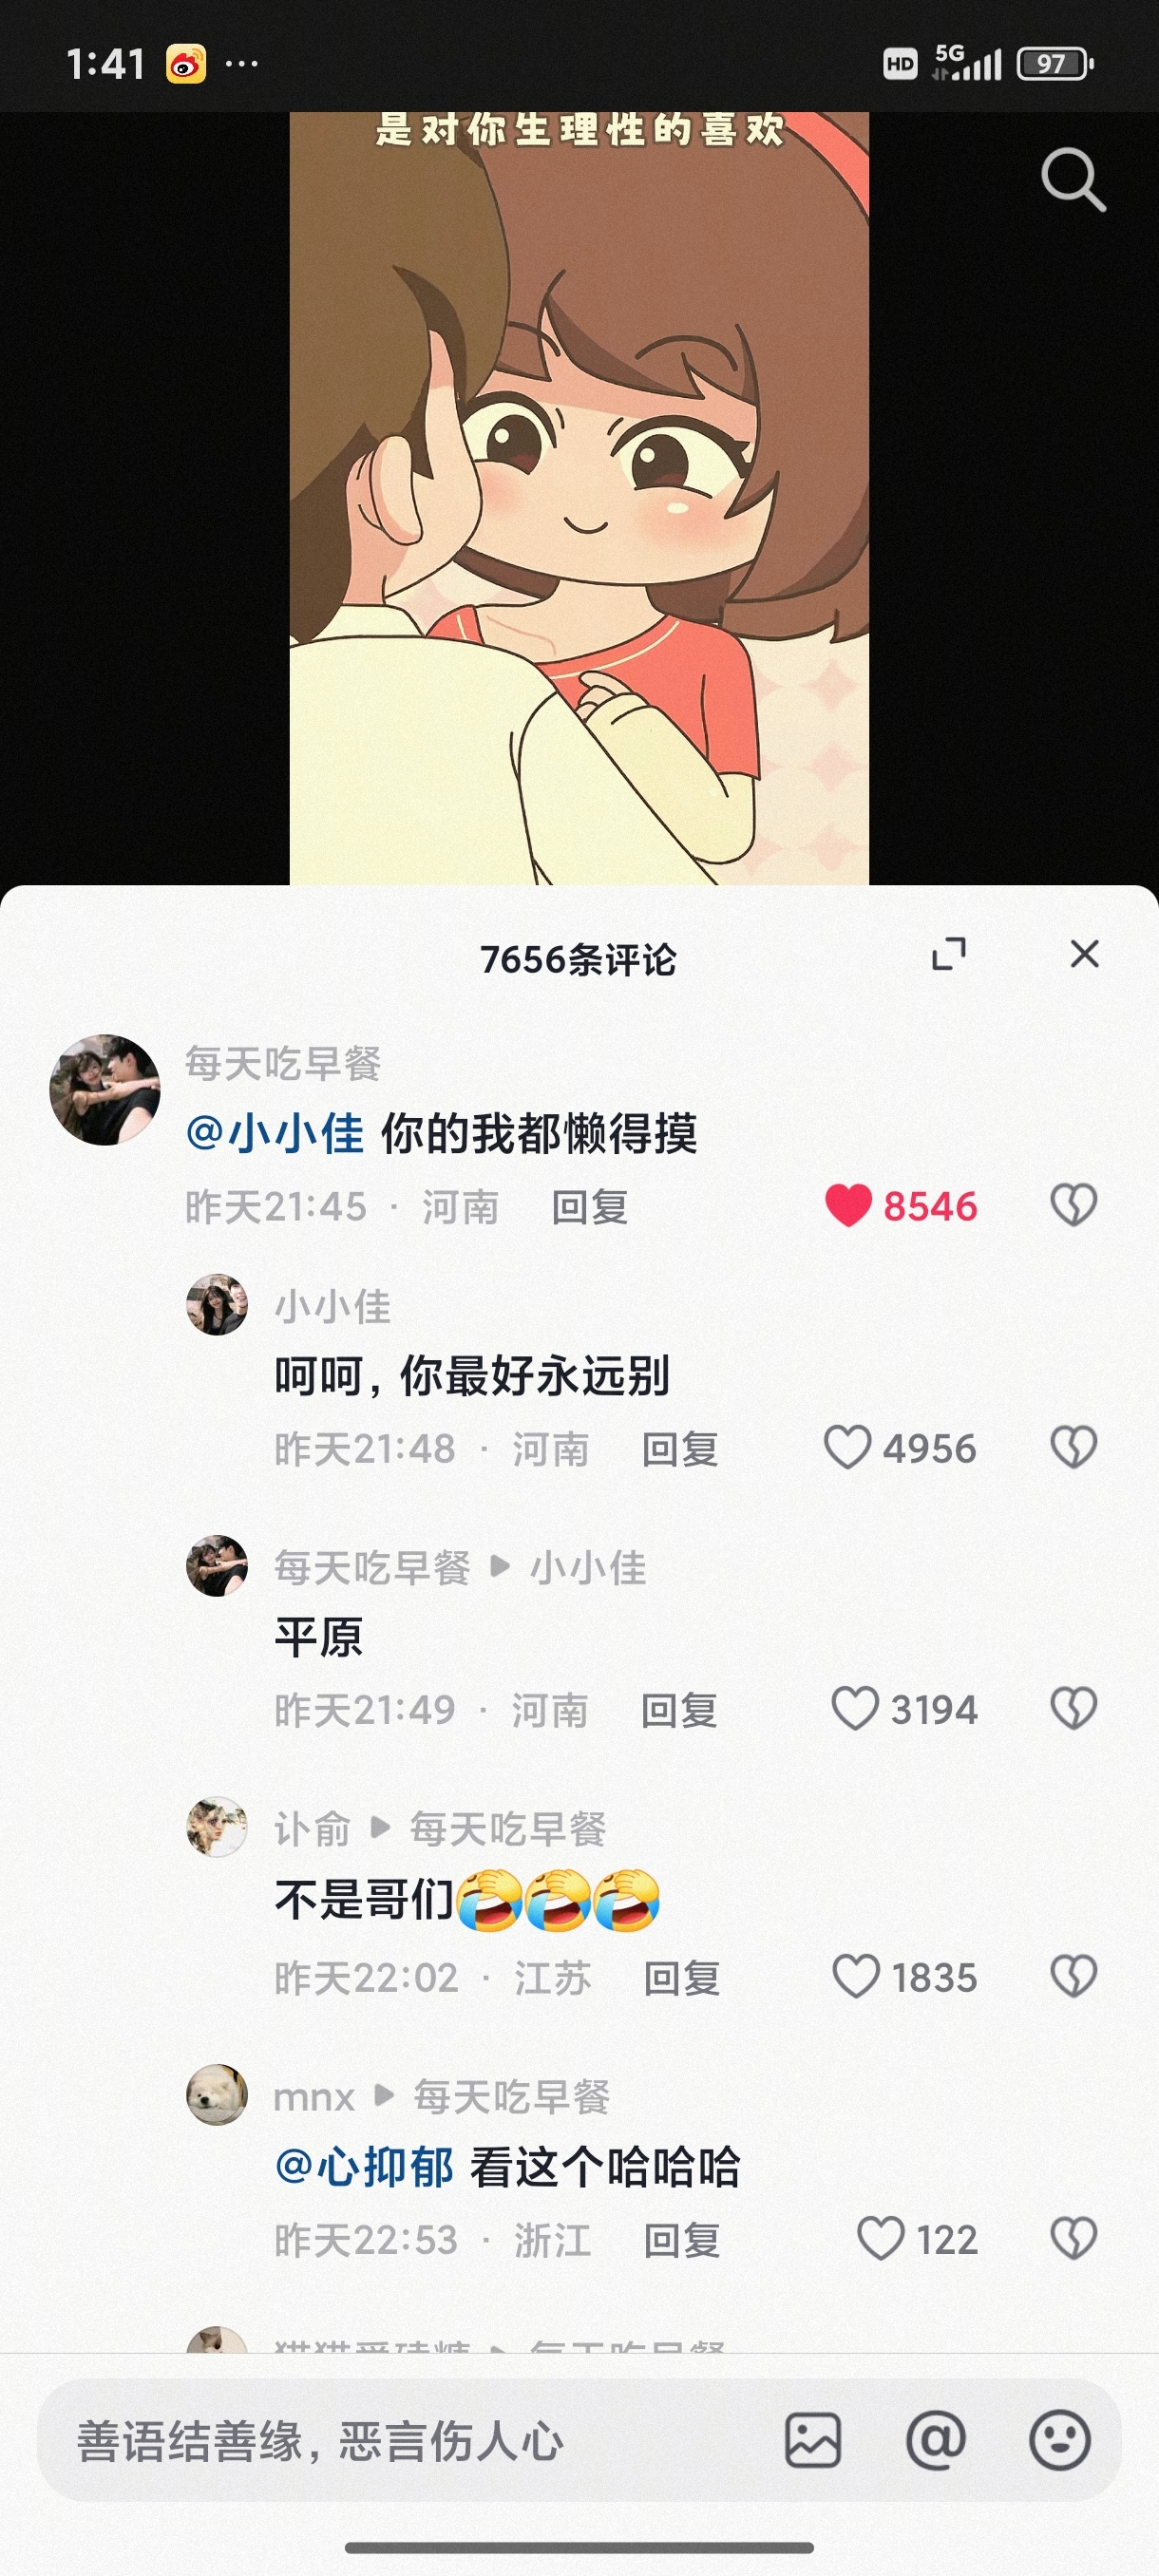 1:41 ... HD 5G 97
是对你生理性的喜欢
7656条评论
每天吃早餐
@小小佳 你的我都懒得摸
昨天21:45 · 河南 回复 8546
小小佳
呵呵，你最好永远别
昨天21:48 · 河南 回复 4956
每天吃早餐 ▶ 小小佳
平原
昨天21:49 · 河南 回复 3194
讣俞 ▶ 每天吃早餐
不是哥们🤣🤣🤣
昨天22:02 · 江苏 回复 1835
mnx ▶ 每天吃早餐
@心抑郁 看这个哈哈哈
昨天22:53 · 浙江 回复 122
每天吃早餐
善语结善缘，恶言伤人心